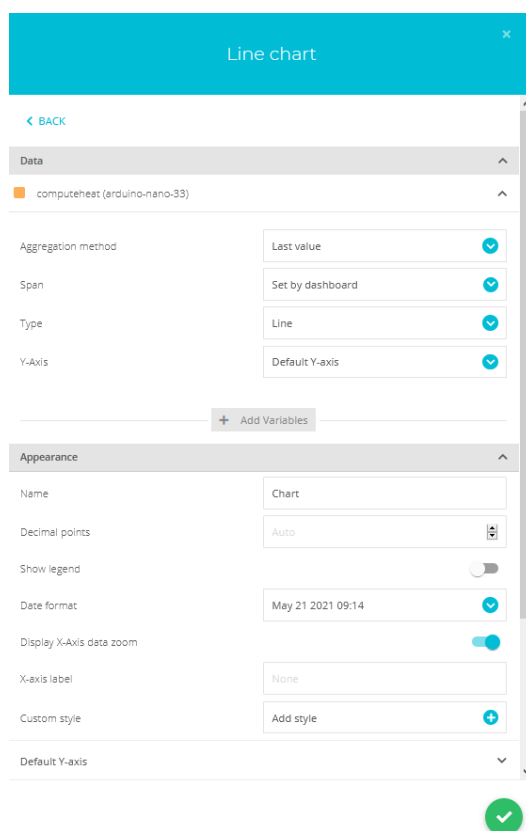 Line chart
BACK
Data
computeheat (arduino-nano-33)
Aggregation method Last value
Span Set by dashboard
Type Line
Y-Axis Default Y-axis
+ Add Variables
Appearance
Name Chart
Decimal points Auto
Show legend
Date format May 21 2021 09:14
Display X-Axis data zoom
X-axis label None
Custom style Add style
Default Y-axis